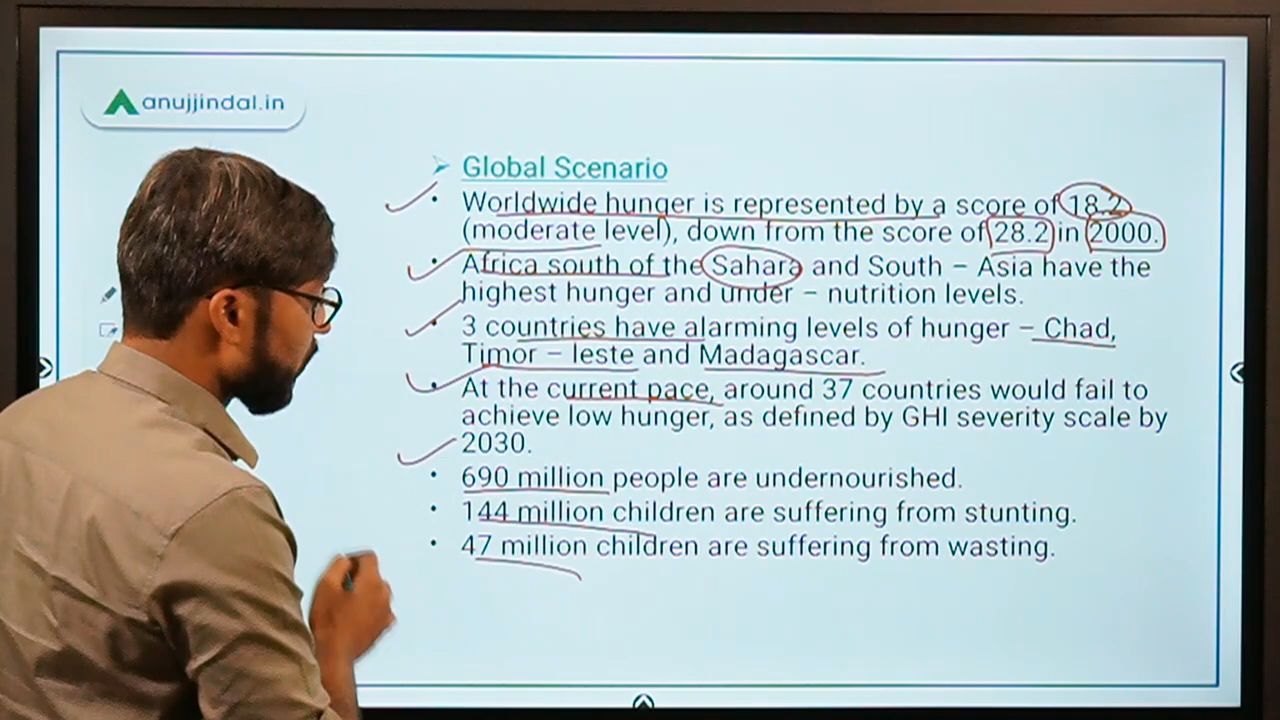 anujjindal.in
Global Scenario
Worldwide hunger is represented by a score of 18.2
(moderate level), down from the score of 28.2 in 2000.
Africa south of the Sahara and South – Asia have the
highest hunger and under – nutrition levels.
3 countries have alarming levels of hunger – Chad,
Timor – leste and Madagascar.
At the current pace, around 37 countries would fail to
achieve low hunger, as defined by GHI severity scale by
2030.
690 million people are undernourished.
144 million children are suffering from stunting.
47 million children are suffering from wasting.